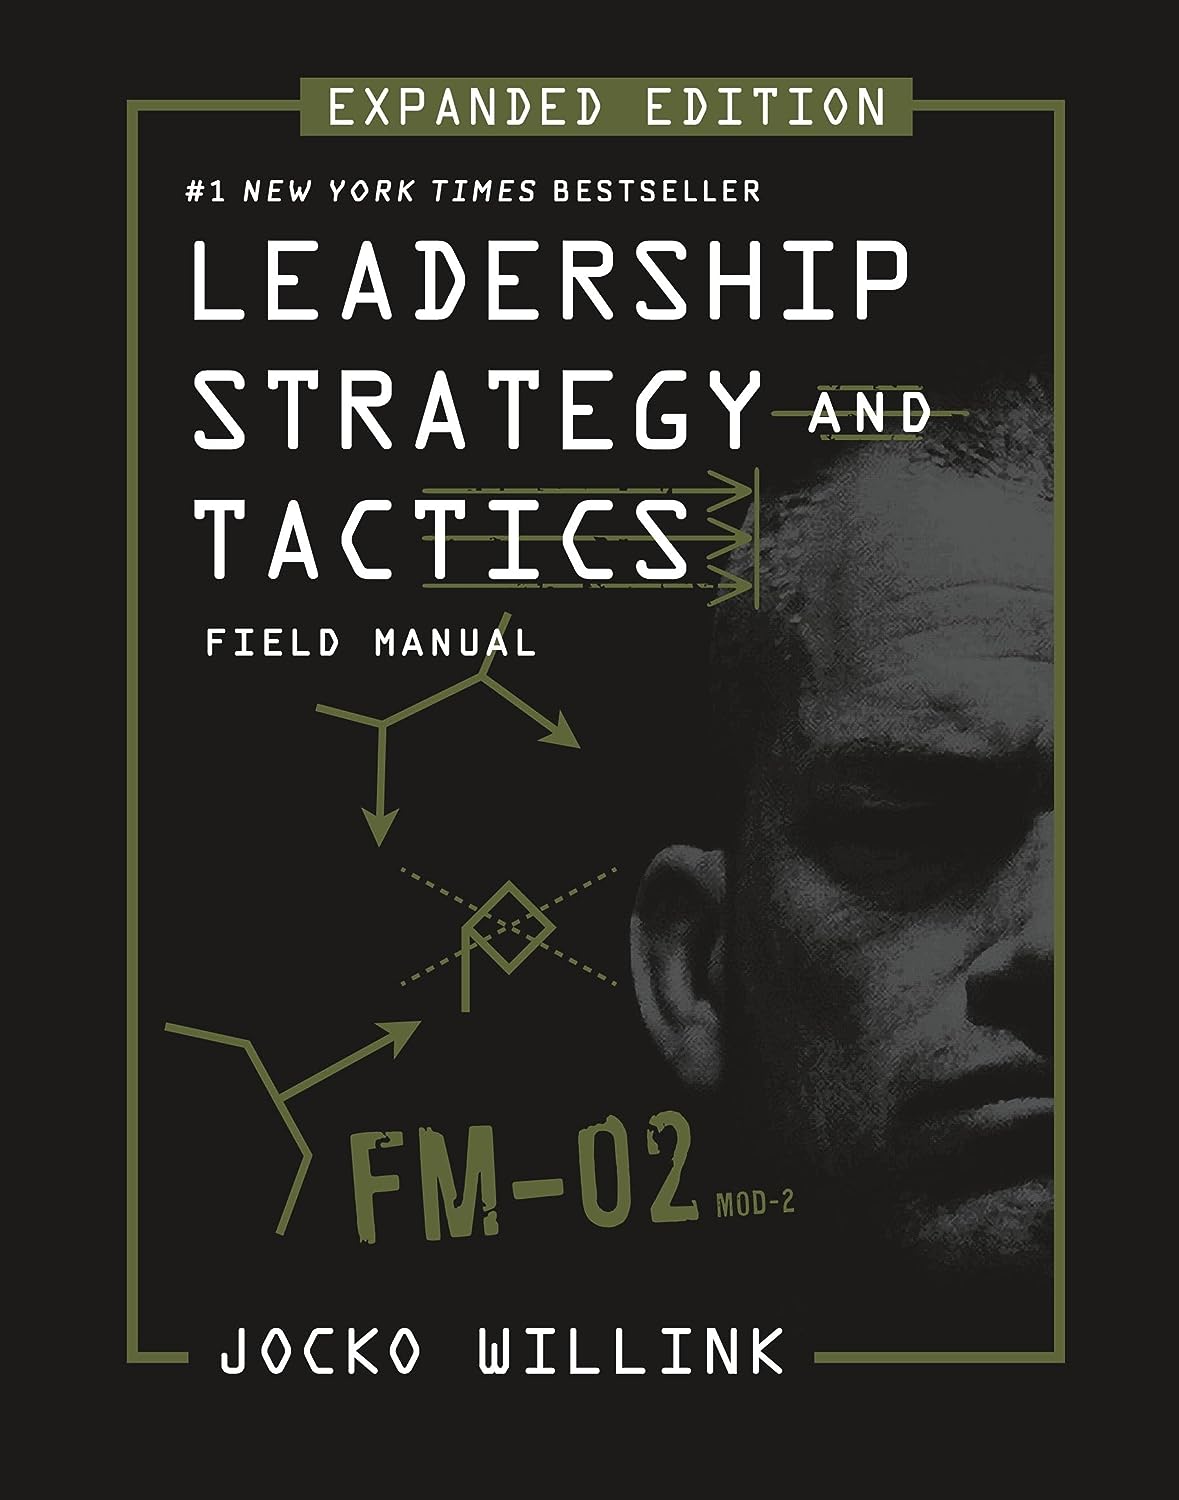 EXPANDED EDITION
#1 NEW YORK TIMES BESTSELLER
LEADERSHIP
STRATEGY AND
TACTICS
FIELD MANUAL
FM-02 MOD-2
JOCKO WILLINK